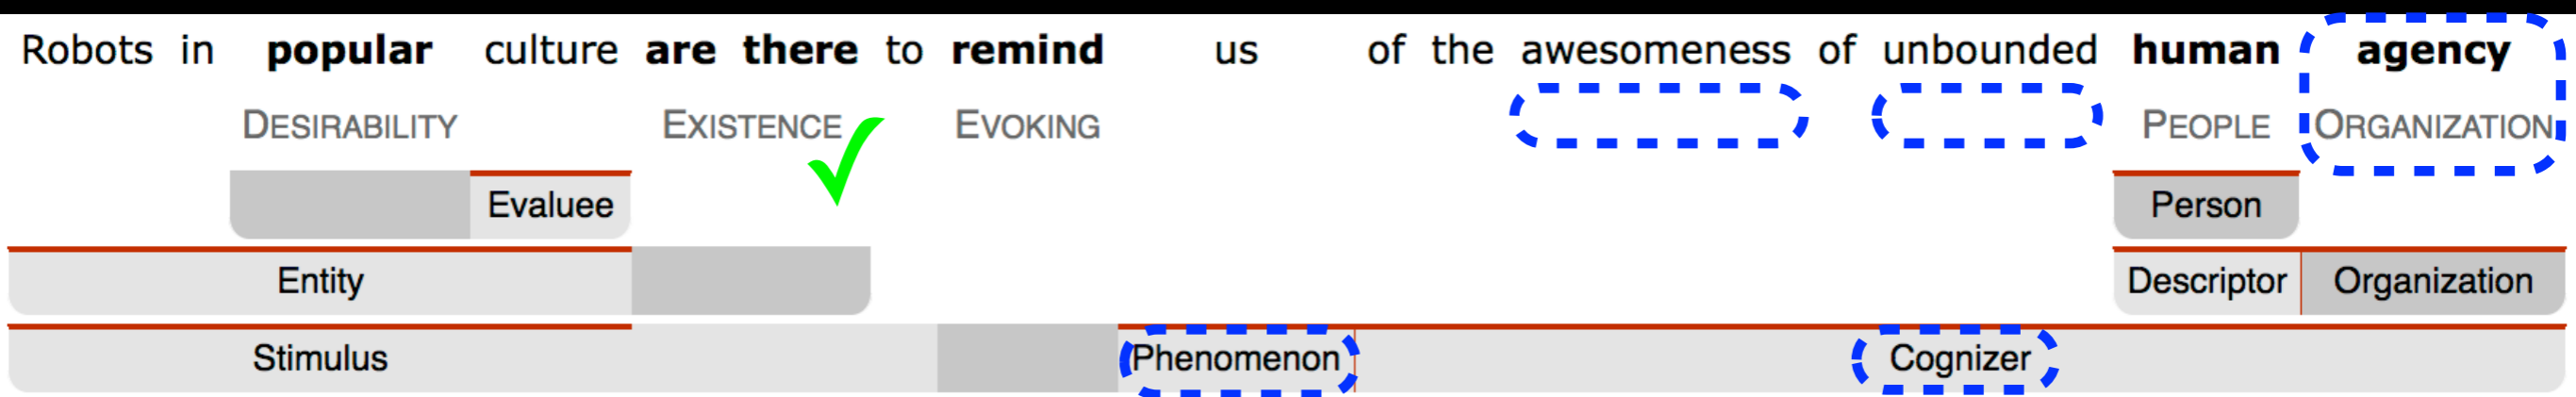 Robots in popular culture are there to remind us of the awesomeness of unbounded human agency
DESIRABILITY EXISTENCE EVOKING PEOPLE ORGANIZATION
Evaluee Person
Entity Descriptor Organization
Stimulus Phenomenon Cognizer